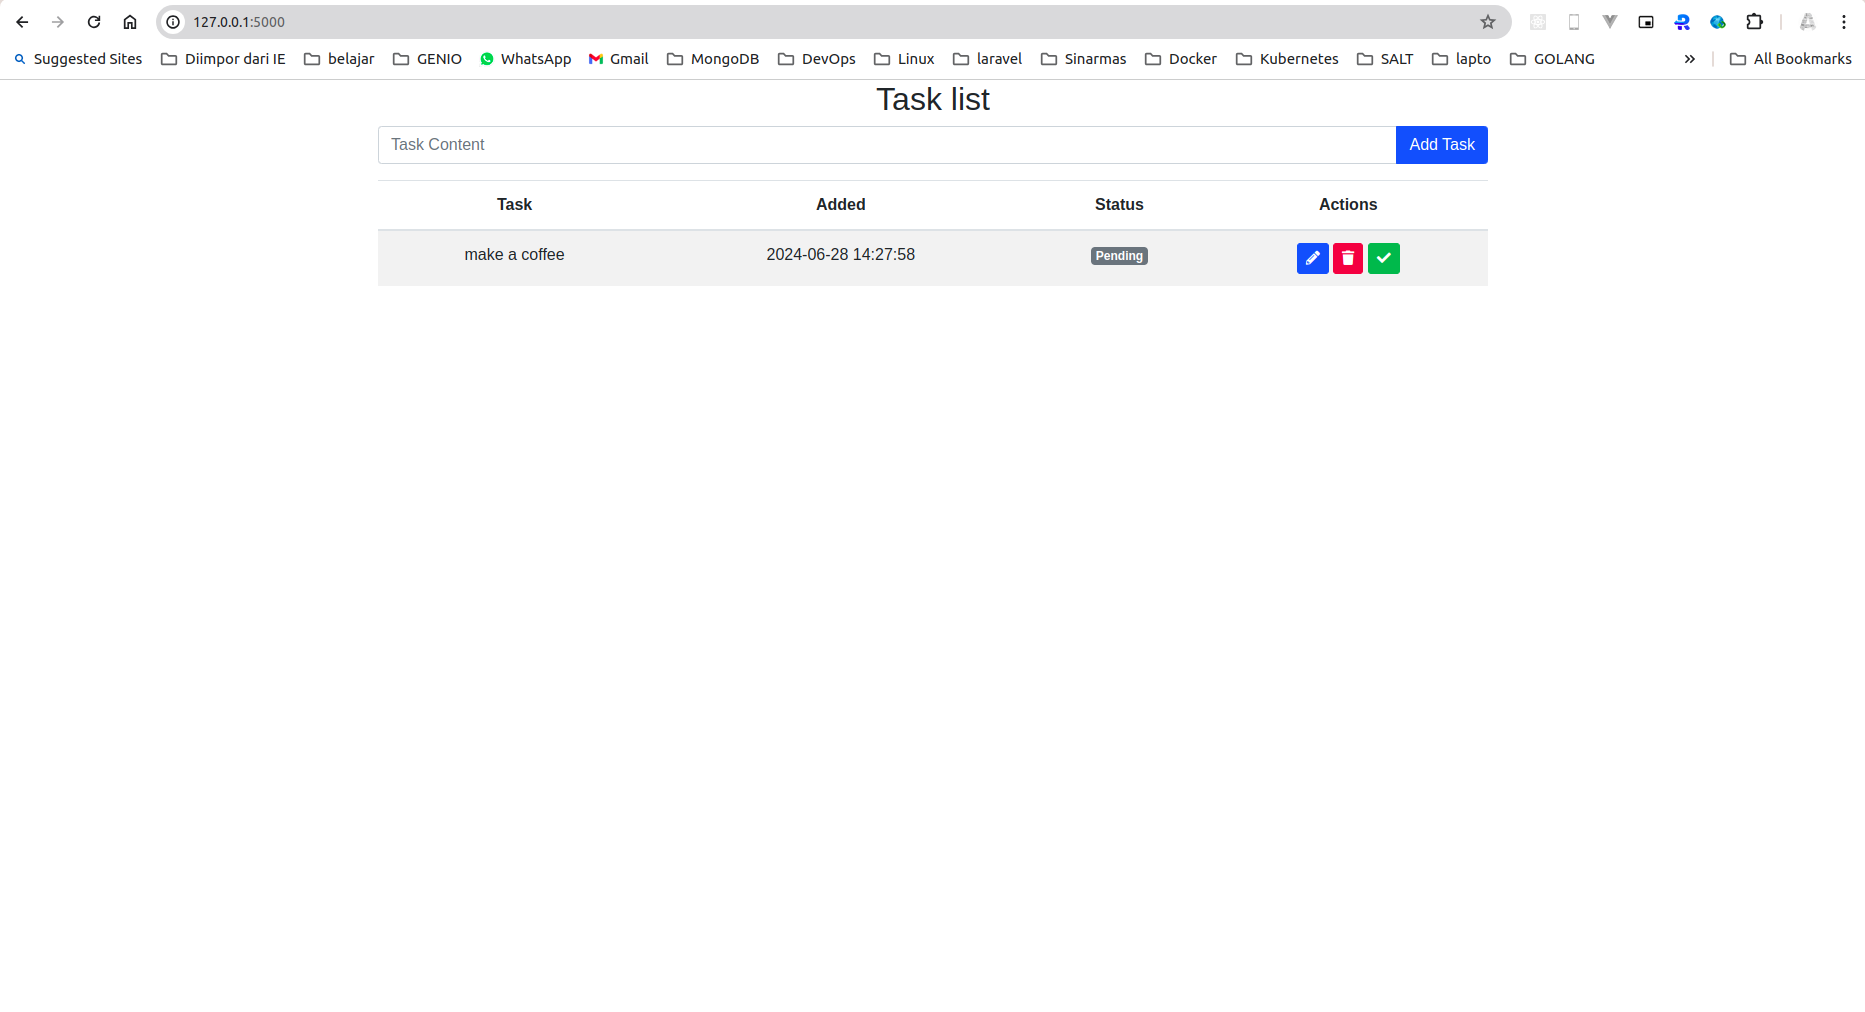 127.0.0.1:5000
Suggested Sites Diimpor dari IE belajar GENIO WhatsApp Gmail MongoDB DevOps Linux laravel Sinarmas Docker Kubernetes SALT lapto GOLANG » All Bookmarks
Task list
Task Content Add Task
Task Added Status Actions
make a coffee 2024-06-28 14:27:58 Pending